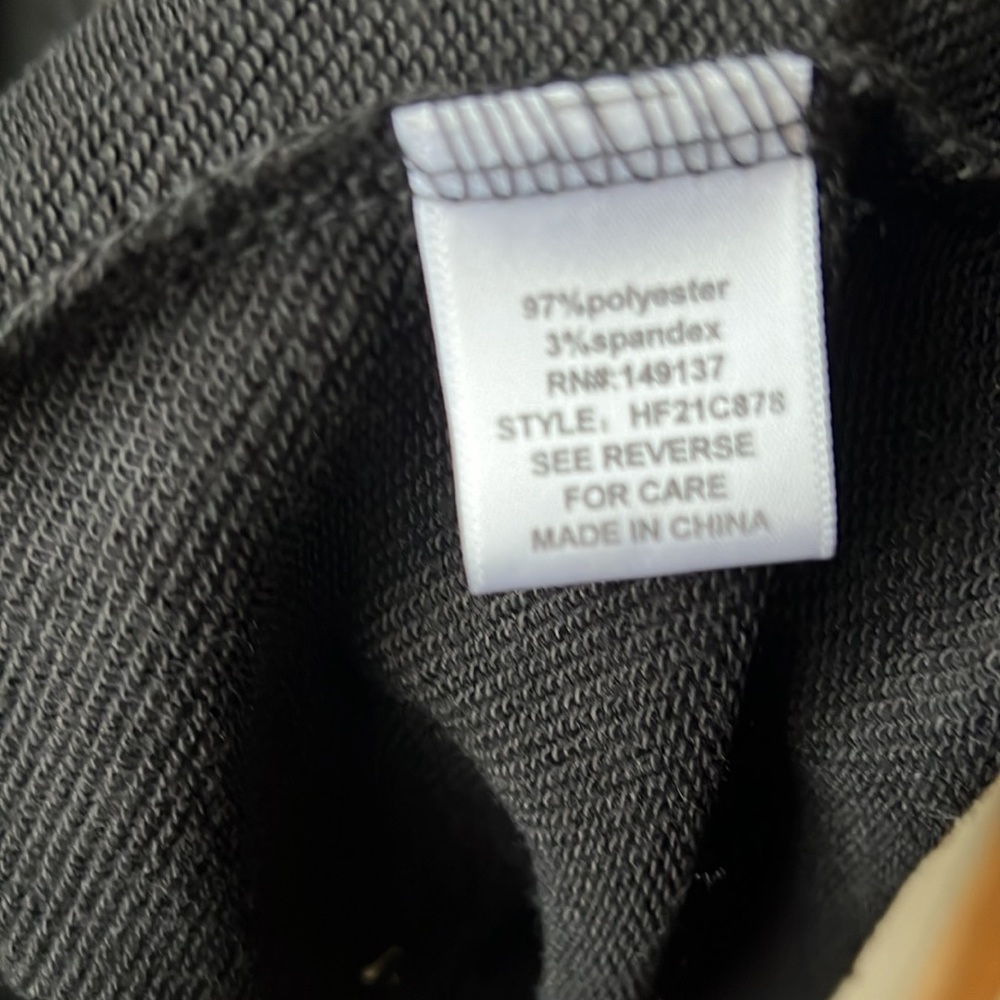 97%polyester
3%spandex
RN#:149137
STYLE: HF21C878
SEE REVERSE
FOR CARE
MADE IN CHINA